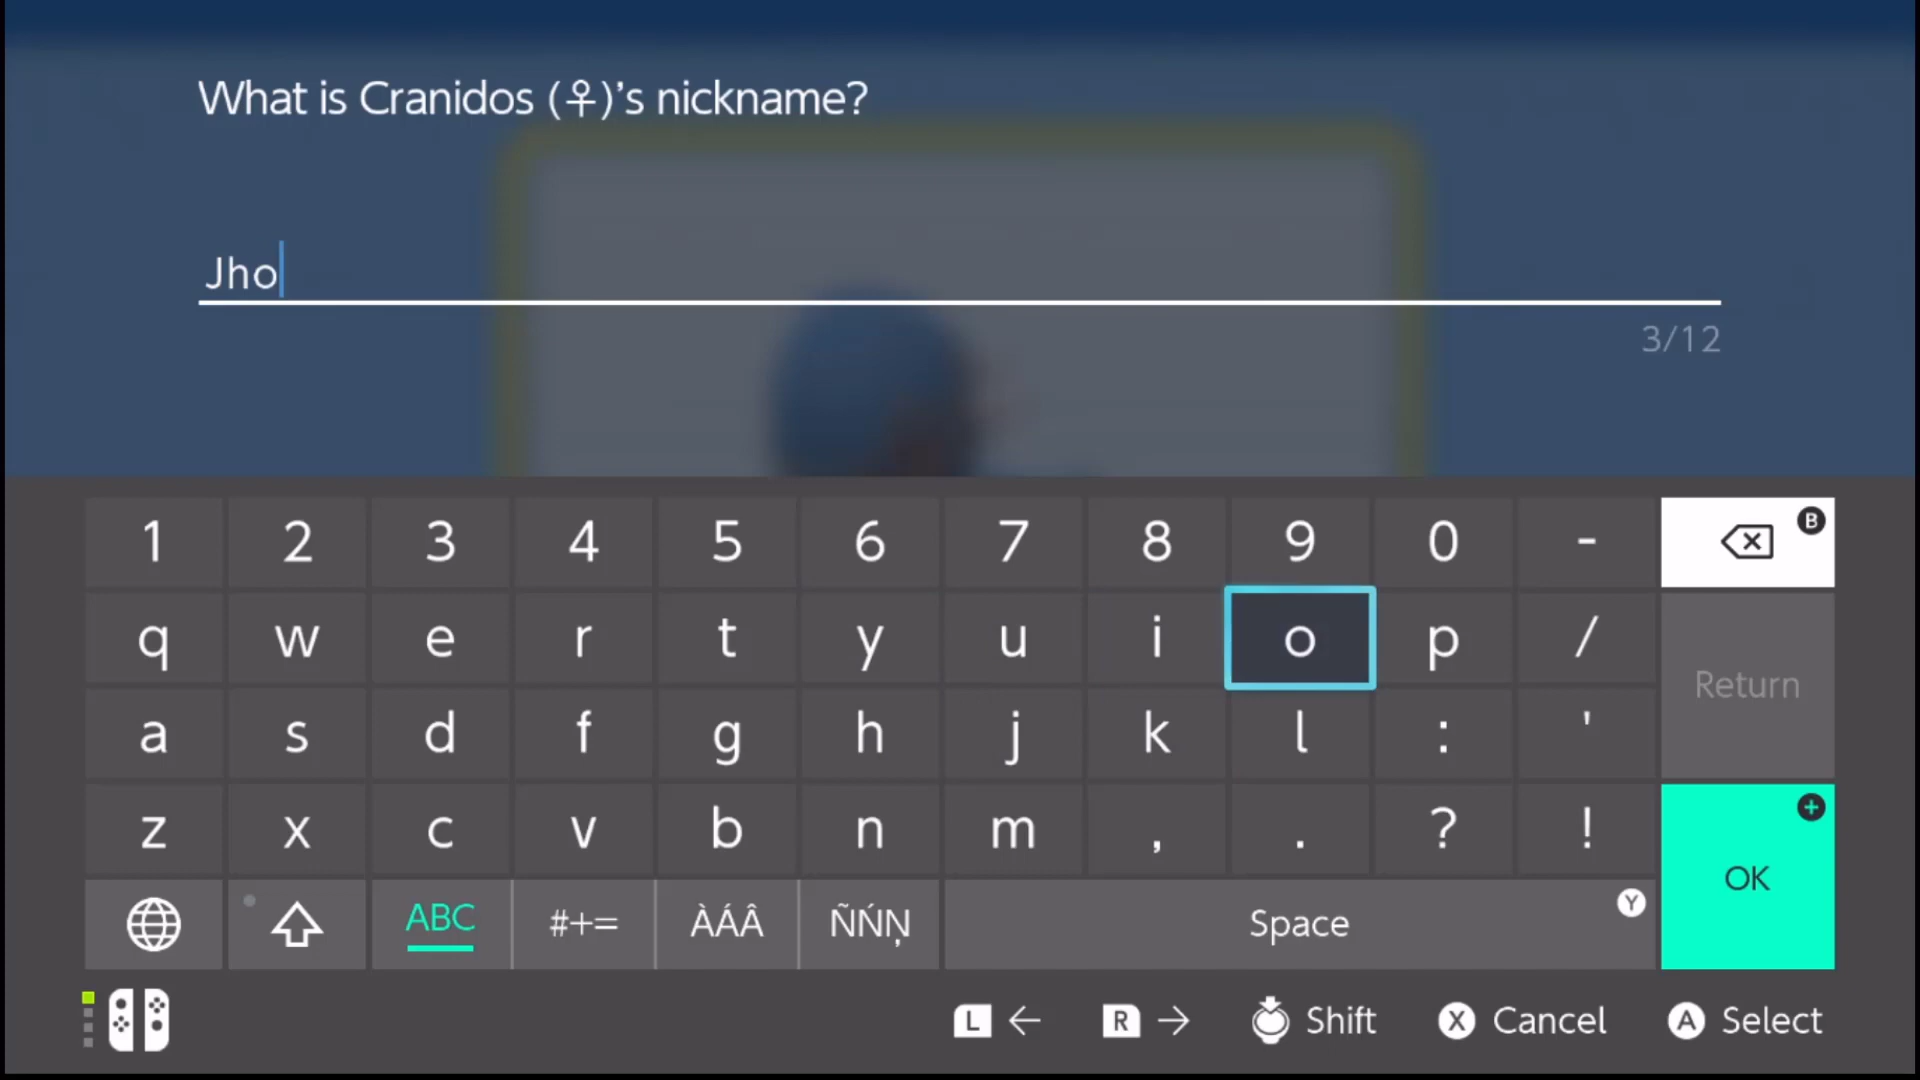 What is Cranidos (♀)'s nickname?
Jho
3/12
1 2 3 4 5 6 7 8 9 0 - B
q w e r t y u i o p / Return
a s d f g h j k l : '
z x c v b n m , . ? ! +
ABC #+= ÀÁÂ ÑŃŅ Space Y OK
L ← R → Shift X Cancel A Select